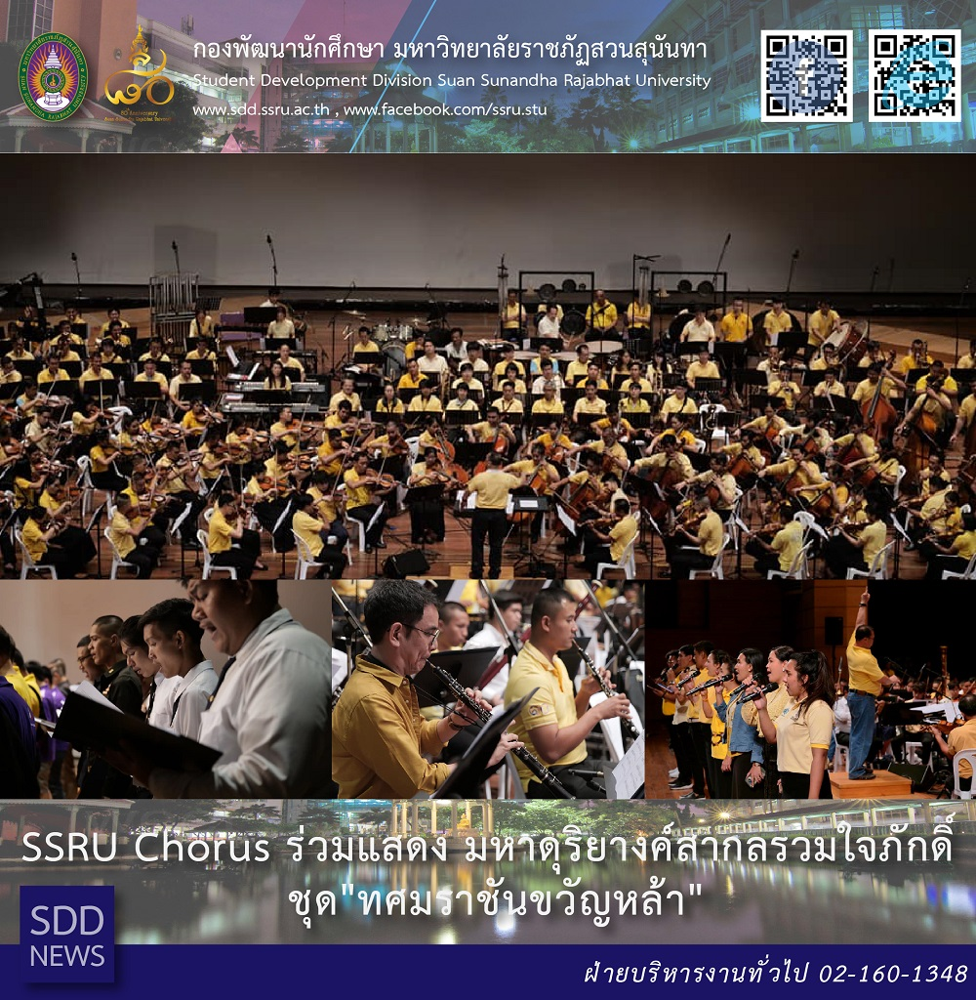 กองพัฒนานักศึกษา มหาวิทยาลัยราชภัฏสวนสุนันทา
Student Development Division Suan Sunandha Rajabhat University
www.sdd.ssru.ac.th , www.facebook.com/ssru.stu
SSRU Chorus ร่วมแสดง มหาดุริยางค์สากลรวมใจภักดิ์
ชุด"ทศมราชันขวัญหล้า"
SDD
NEWS
ฝ่ายบริหารงานทั่วไป 02-160-1348